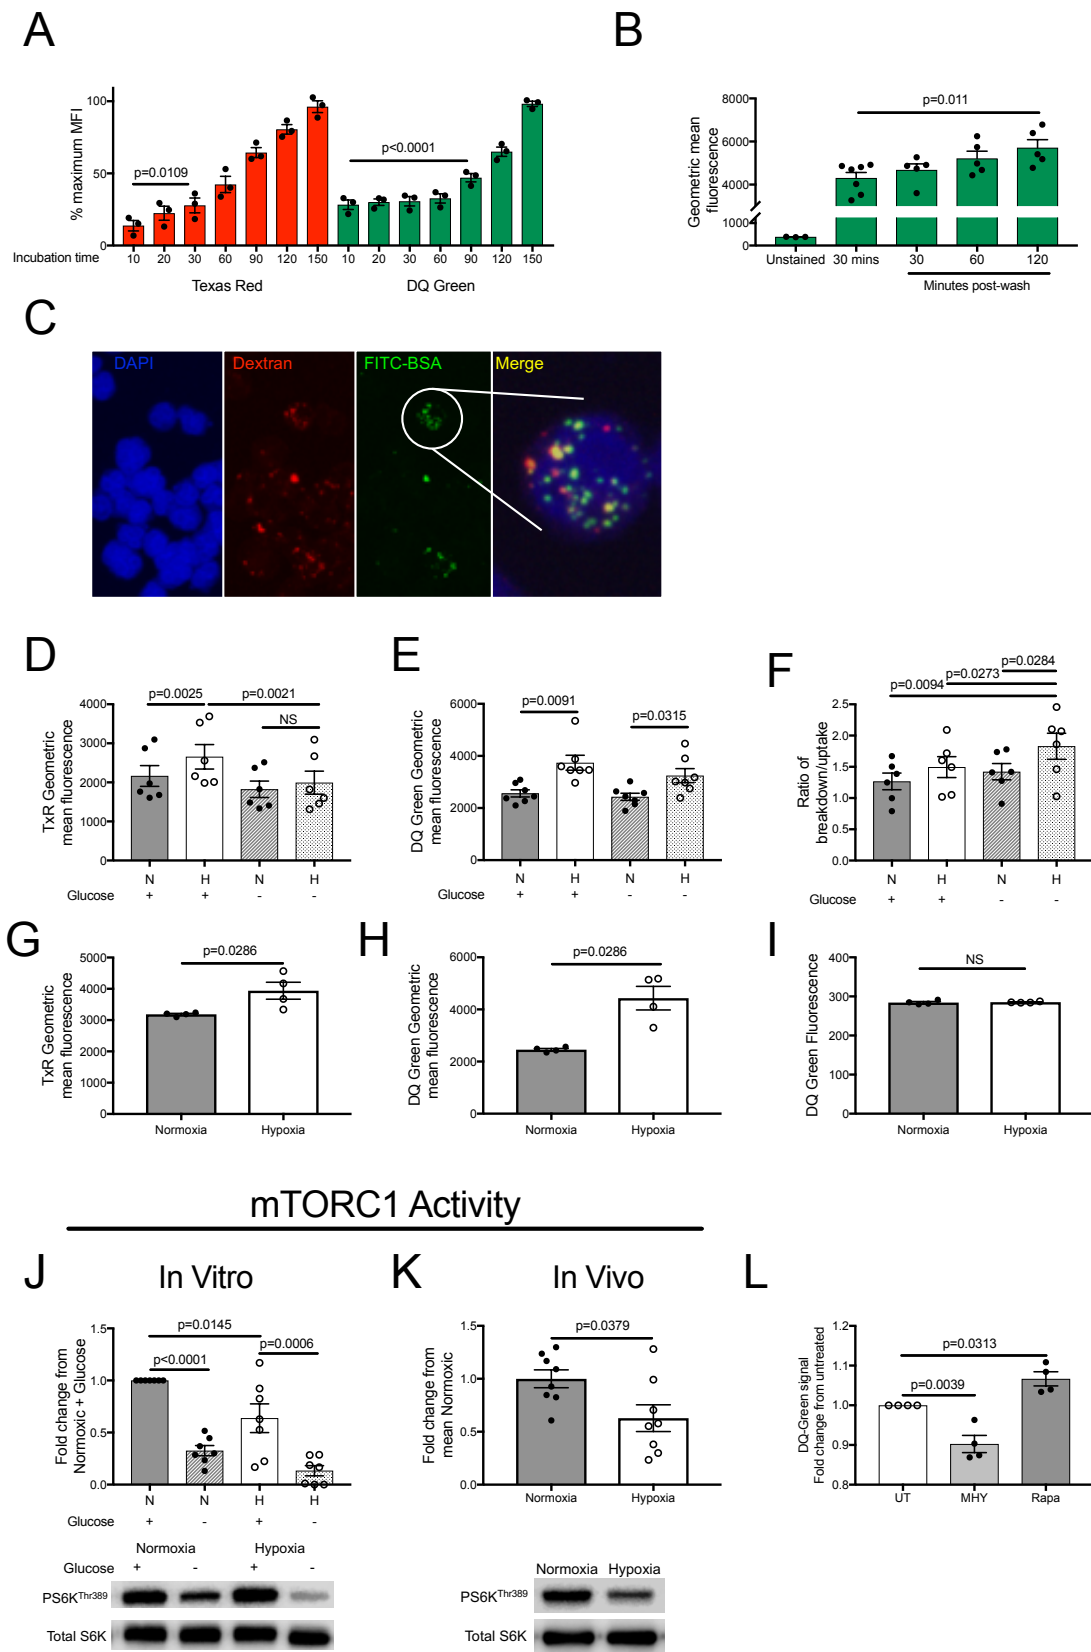 A
% maximum MFI
100
50
0
p=0.0109
p<0.0001
Incubation time 10 20 30 60 90 120 150 10 20 30 60 90 120 150
Texas Red DQ Green
B
Geometric mean
fluorescence
8000
6000
4000
1000
0
p=0.011
Unstained 30 mins 30 60 120
Minutes post-wash
C
DAPI Dextran FITC-BSA Merge
D
TxR Geometric
mean fluorescence
4000
3000
2000
1000
0
p=0.0025 p=0.0021
NS
N H N H
Glucose + + - -
E
DQ Green Geometric
mean fluorescence
6000
4000
2000
0
p=0.0091
p=0.0315
N H N H
Glucose + + - -
F
Ratio of
breakdown/uptake
2.5
2.0
1.5
1.0
0.5
0.0
p=0.0284
p=0.0273
p=0.0094
N H N H
Glucose + + - -
G
TxR Geometric
mean fluorescence
5000
4000
3000
2000
1000
0
p=0.0286
Normoxia Hypoxia
H
DQ Green Geometric
mean fluorescence
6000
4000
2000
0
p=0.0286
Normoxia Hypoxia
I
DQ Green Fluorescence
400
300
200
100
0
NS
Normoxia Hypoxia
mTORC1 Activity
J In Vitro
Fold change from
Normoxic + Glucose
1.5
1.0
0.5
0.0
p=0.0145
p<0.0001
p=0.0006
N N H H
Glucose + - + -
Normoxia Hypoxia
Glucose + - + -
PS6KThr389
Total S6K
K In Vivo
Fold change from
mean Normoxic
1.5
1.0
0.5
0.0
p=0.0379
Normoxia Hypoxia
Normoxia Hypoxia
PS6KThr389
Total S6K
L
DQ-Green signal
Fold change from untreated
1.2
1.1
1.0
0.9
0.8
p=0.0313
p=0.0039
UT MHY Rapa